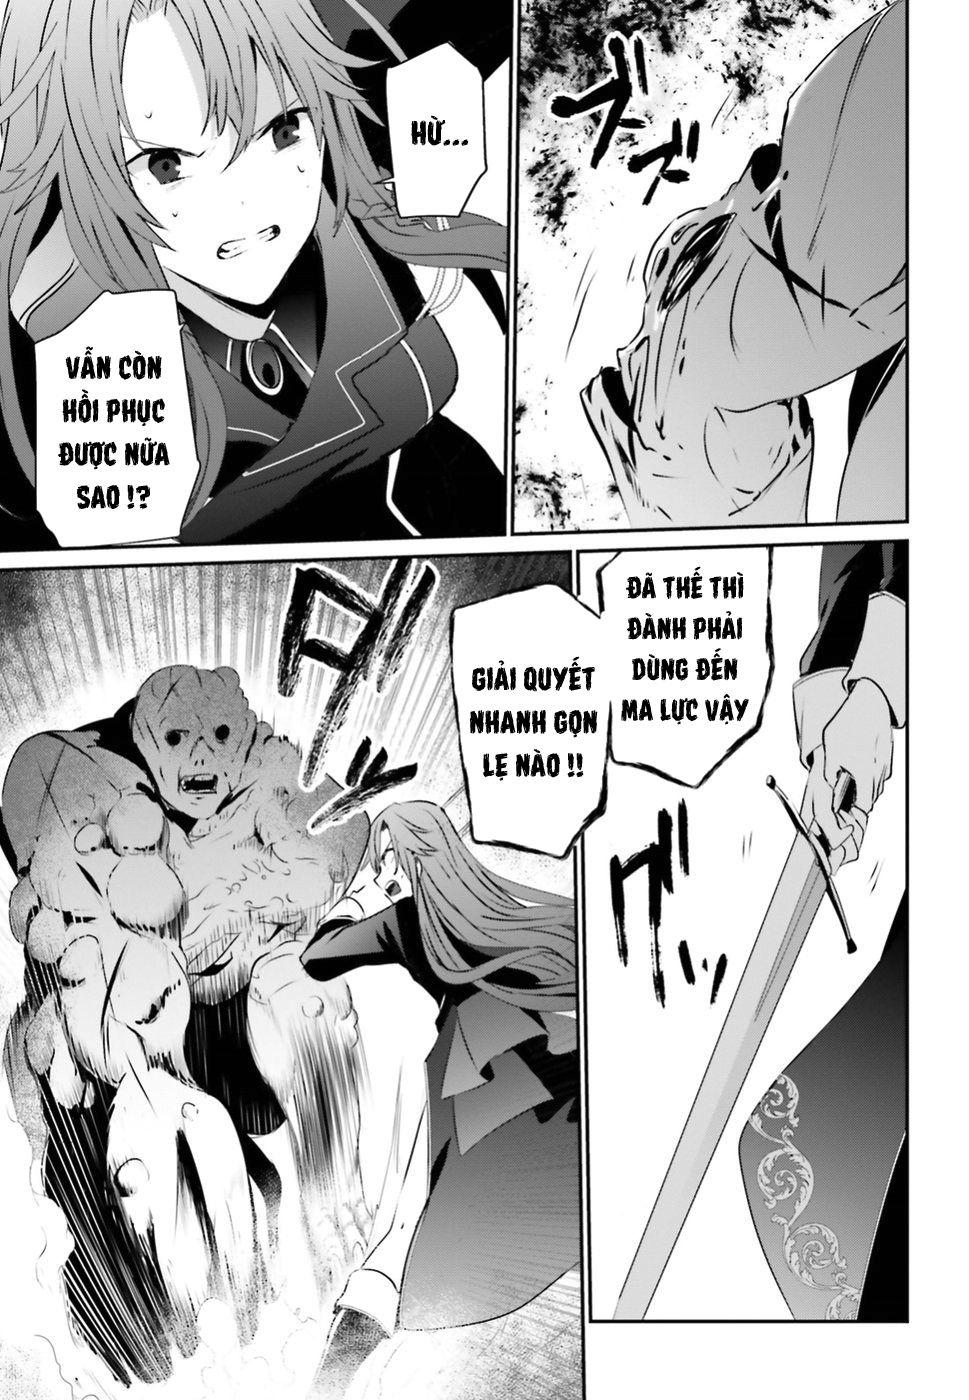 HỪ...
VẪN CÒN
HỒI PHỤC
ĐƯỢC NỮA
SAO !?
ĐÃ THẾ THÌ
ĐÀNH PHẢI
DÙNG ĐẾN
MA LỰC VẬY
GIẢI QUYẾT
NHANH GỌN
LẸ NÀO !!